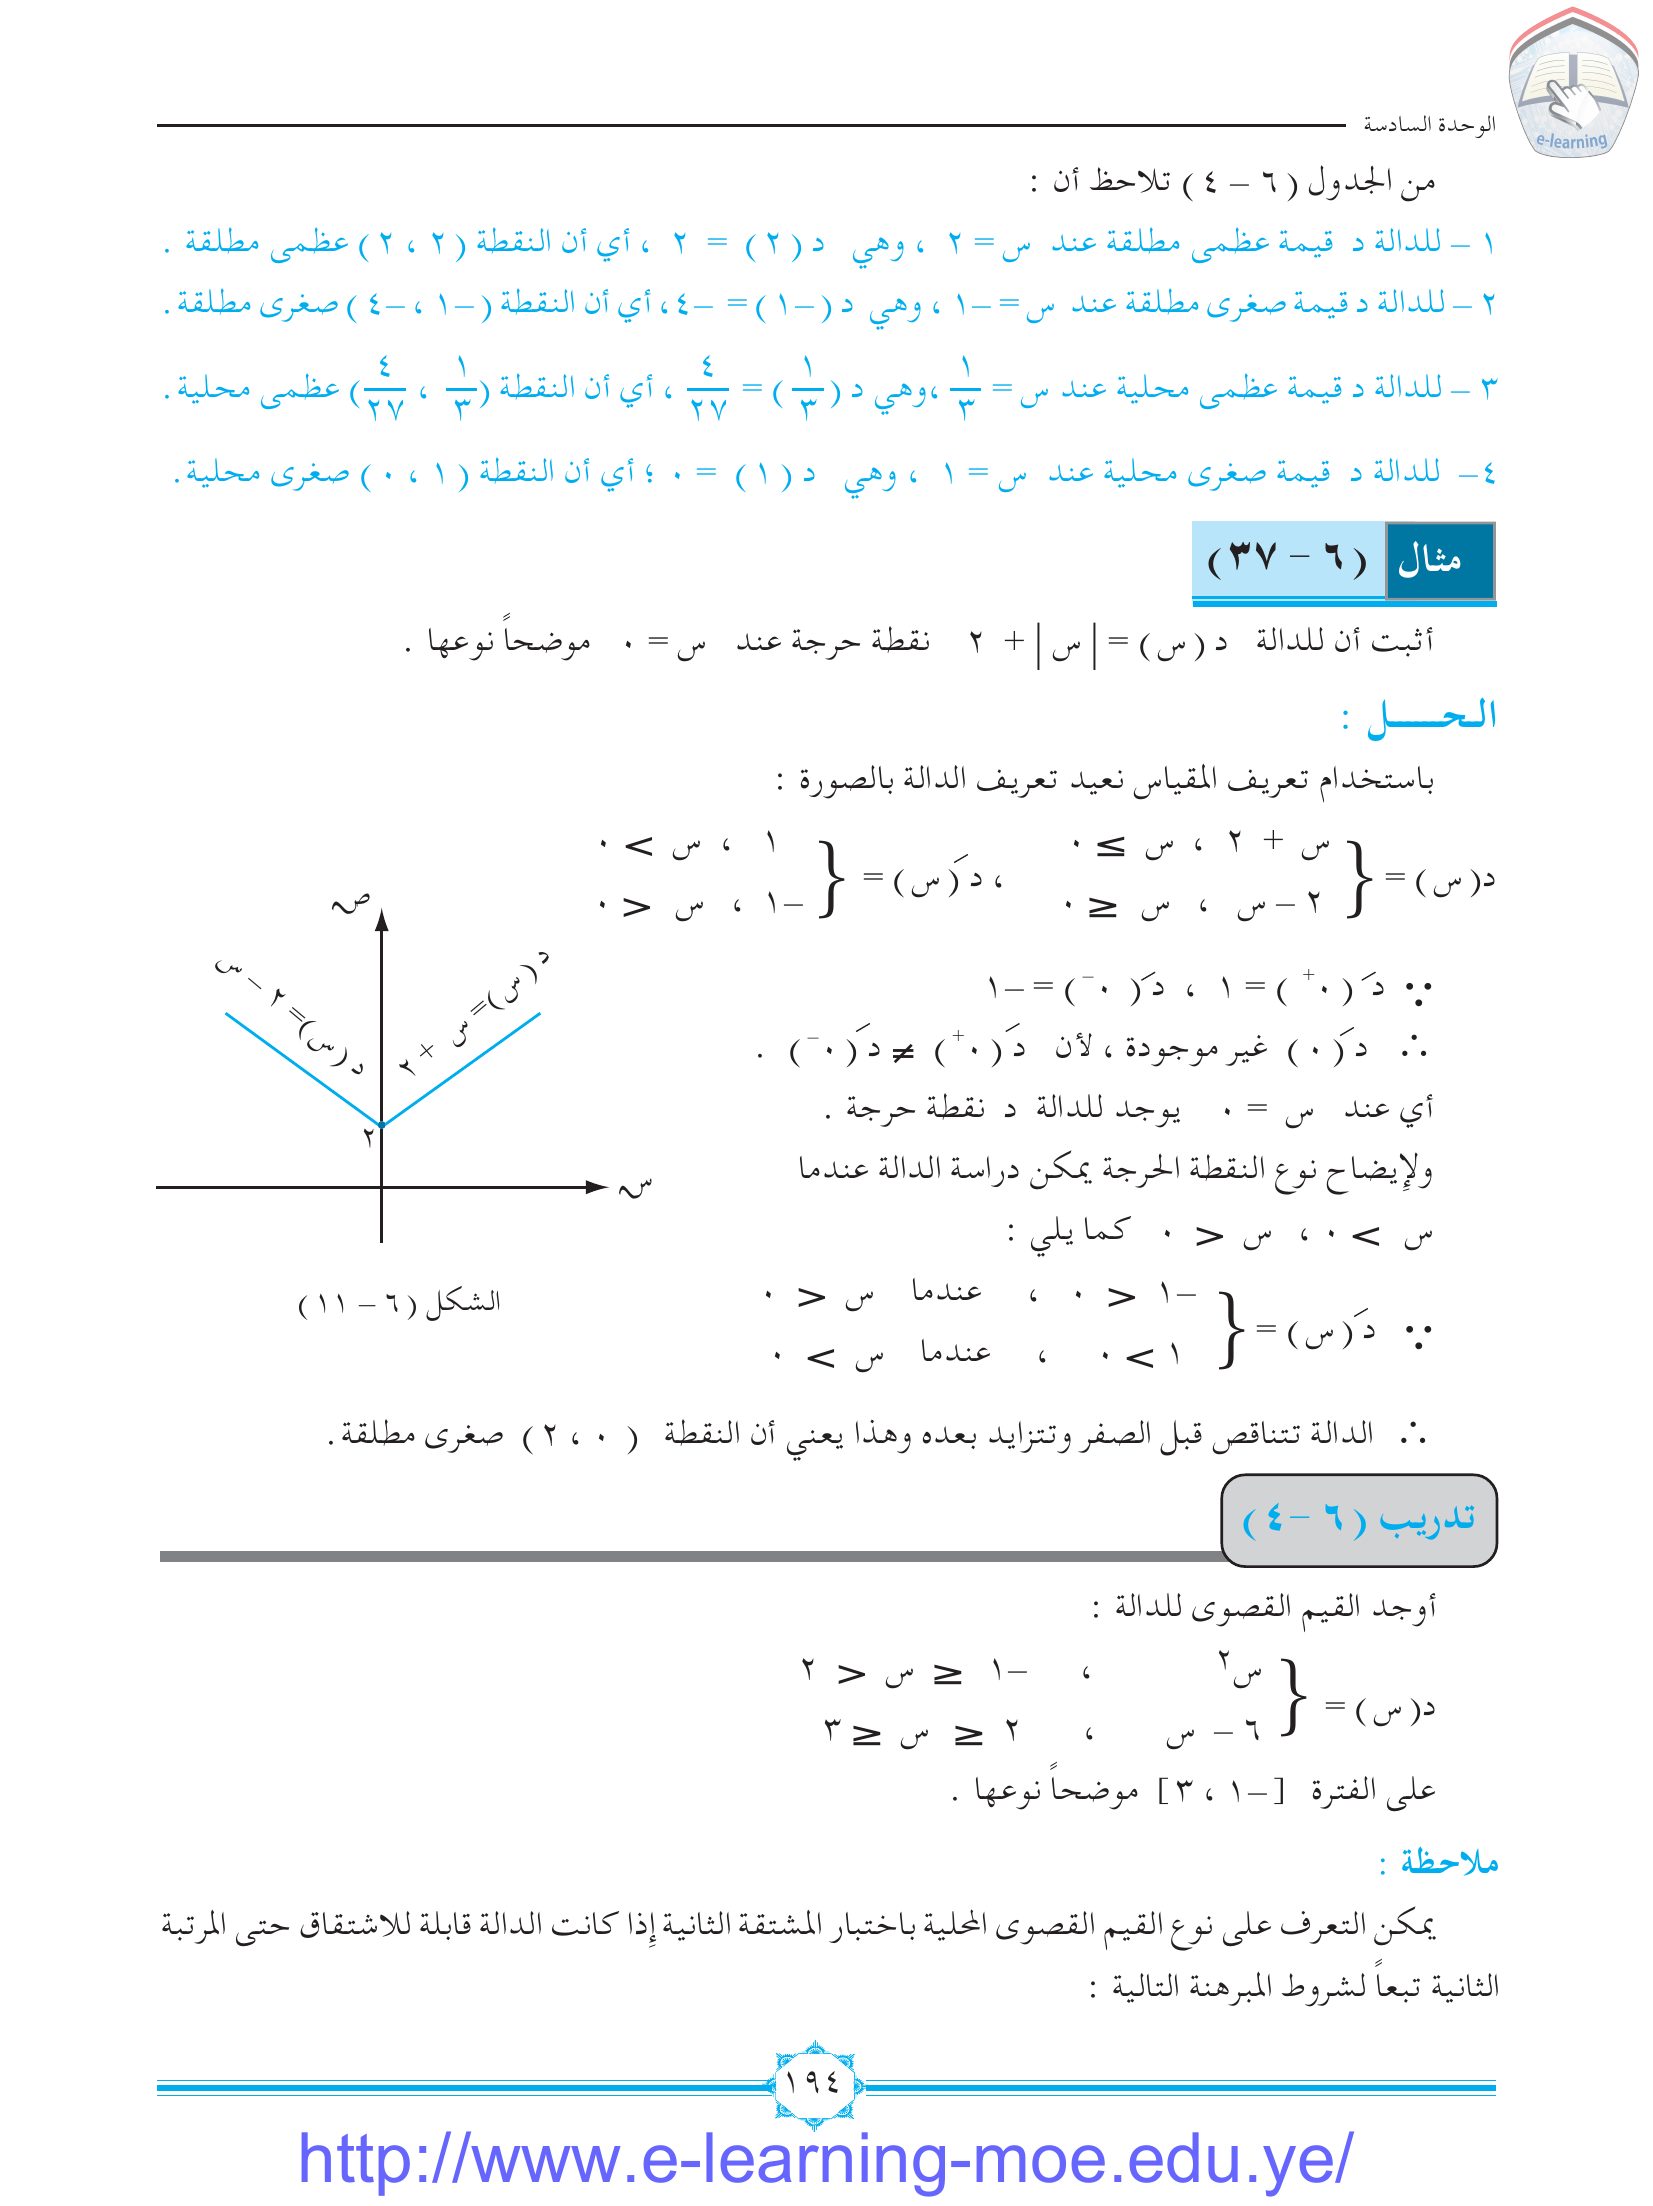 e-learning
الوحدة السادسة
من الجدول ( ٦ – ٤ ) تلاحظ أن :
١ – للدالة د قيمة عظمى مطلقة عند س = ٢ ، وهي د ( ٢ ) = ٢ ، أي أن النقطة ( ٢ ، ٢ ) عظمى مطلقة .
٢ – للدالة د قيمة صغرى مطلقة عند س = –١ ، وهي د ( –١ ) = –٤ ، أي أن النقطة ( –١ ، –٤ ) صغرى مطلقة .
٣ – للدالة د قيمة عظمى محلية عند س = ١/٣ ، وهي د ( ١/٣ ) = ٤/٢٧ ، أي أن النقطة ( ١/٣ ، ٤/٢٧ ) عظمى محلية .
٤– للدالة د قيمة صغرى محلية عند س = ١ ، وهي د ( ١ ) = ٠ ؛ أي أن النقطة ( ١ ، ٠ ) صغرى محلية .
مثال ( ٦ – ٣٧ )
أثبت أن للدالة د ( س ) = | س | + ٢ نقطة حرجة عند س = ٠ موضحاً نوعها .
الـحـــــل :
باستخدام تعريف المقياس نعيد تعريف الدالة بالصورة :
س + ٢ ، س ≥ ٠ ١ ، س > ٠
د( س ) = { ، دَ ( س ) = {
٢ – س ، س ≤ ٠ –١ ، س < ٠
∵ دَ ( ٠⁺ ) = ١ ، دَ ( ٠⁻ ) = –١
∴ دَ ( ٠ ) غير موجودة ، لأن دَ ( ٠⁺ ) ≠ دَ ( ٠⁻ ) .
أي عند س = ٠ يوجد للدالة د نقطة حرجة .
ولإيضاح نوع النقطة الحرجة يمكن دراسة الدالة عندما
س > ٠ ، س < ٠ كما يلي :
–١ < ٠ ، عندما س < ٠
∵ دَ ( س ) = {
١ > ٠ ، عندما س > ٠
ص
د ( س ) = ٢ – س
د ( س ) = س + ٢
٢
س
الشكل ( ٦ – ١١ )
∴ الدالة تتناقص قبل الصفر وتتزايد بعده وهذا يعني أن النقطة ( ٠ ، ٢ ) صغرى مطلقة .
تدريب ( ٦ –٤ )
أوجد القيم القصوى للدالة :
س² ، –١ ≤ س < ٢
د( س ) = {
٦ – س ، ٢ ≤ س ≤ ٣
على الفترة [ –١ ، ٣ ] موضحاً نوعها .
ملاحظة :
يمكن التعرف على نوع القيم القصوى المحلية باختبار المشتقة الثانية إذا كانت الدالة قابلة للاشتقاق حتى المرتبة
الثانية تبعاً لشروط المبرهنة التالية :
١٩٤
http://www.e-learning-moe.edu.ye/